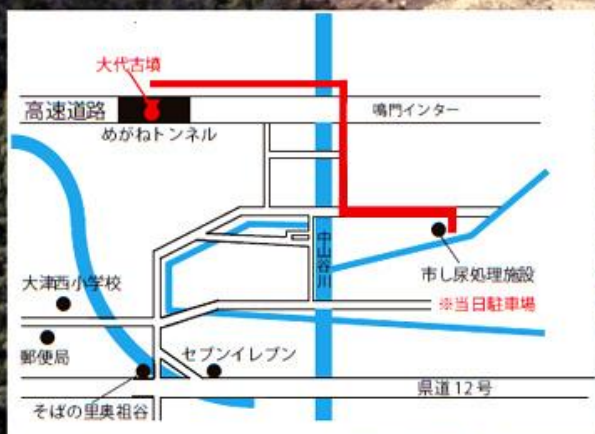 大代古墳
高速道路
鳴門インター
めがねトンネル
中山谷川
大津西小学校
市し尿処理施設
※当日駐車場
郵便局
セブンイレブン
県道12号
そばの里奥祖谷